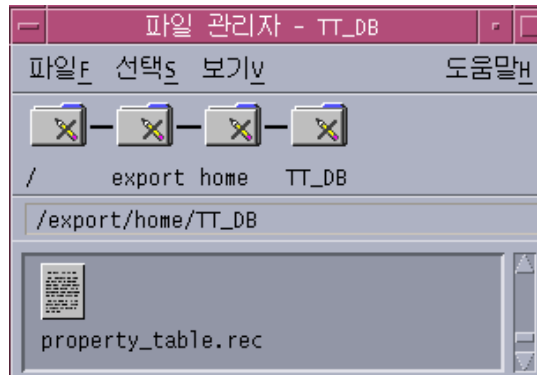 파일 관리자 - TT_DB
파일F 선택S 보기V 도움말H
/ export home TT_DB
/export/home/TT_DB
property_table.rec